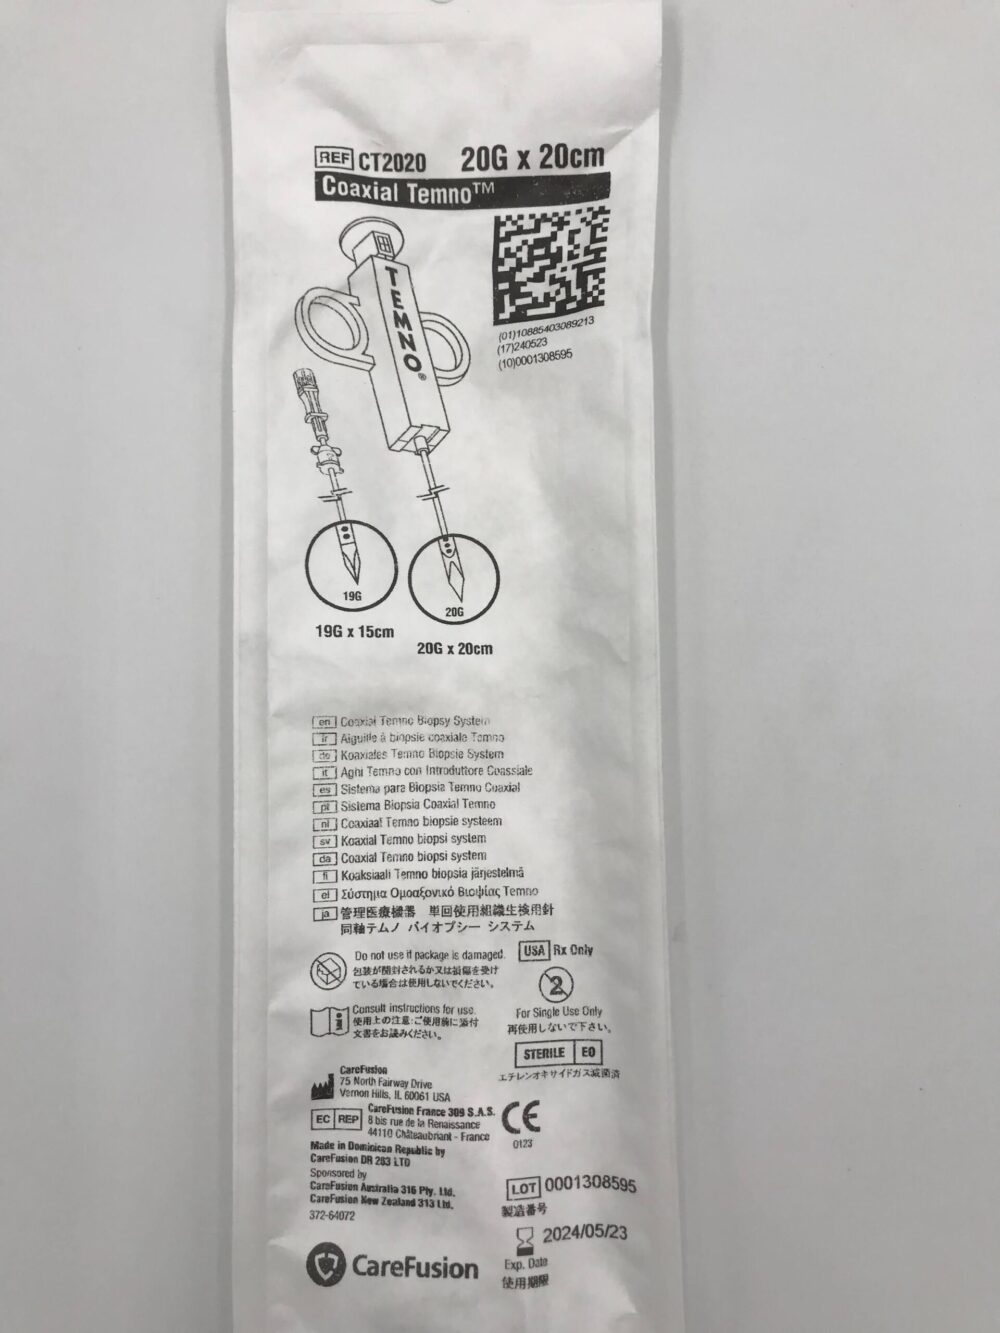 REF CT2020 20G x 20cm
Coaxial Temno™
(01)10885403089213
(17)240523
(10)0001308595
TEMNO®
19G
20G
19G x 15cm
20G x 20cm
en Coaxial Temno Biopsy System
fr Aiguille à biopsie coaxiale Temno
de Koaxiales Temno Biopsie System
it Aghi Temno con Introduttore Coassiale
es Sistema para Biopsia Temno Coaxial
pt Sistema Biopsia Coaxial Temno
nl Coaxiaal Temno biopsie systeem
sv Koaxial Temno biopsi system
da Coaxial Temno biopsi system
fi Koaksiaali Temno biopsia järjestelmä
el Σύστημα Ομοαξονικό Βιοψίας Temno
ja 管理医療機器 単回使用組織生検用針
同軸テムノ バイオプシー システム
Do not use if package is damaged.
包装が開封されるか又は損傷を受け
ている場合は使用しないでください。
USA Rx Only
2
For Single Use Only
再使用しないで下さい。
Consult instructions for use.
使用上の注意:ご使用前に添付
文書をお読みください。
STERILE EO
エチレンオキサイドガス滅菌済
CareFusion
75 North Fairway Drive
Vernon Hills, IL 60061 USA
EC REP CareFusion France 309 S.A.S.
8 bis rue de la Renaissance
44110 Châteaubriant - France
CE
0123
Made in Dominican Republic by
CareFusion DR 203 LTD
Sponsored by
CareFusion Australia 316 Pty. Ltd.
CareFusion New Zealand 313 Ltd.
372-64072
LOT 0001308595
製造番号
2024/05/23
Exp. Date
使用期限
CareFusion